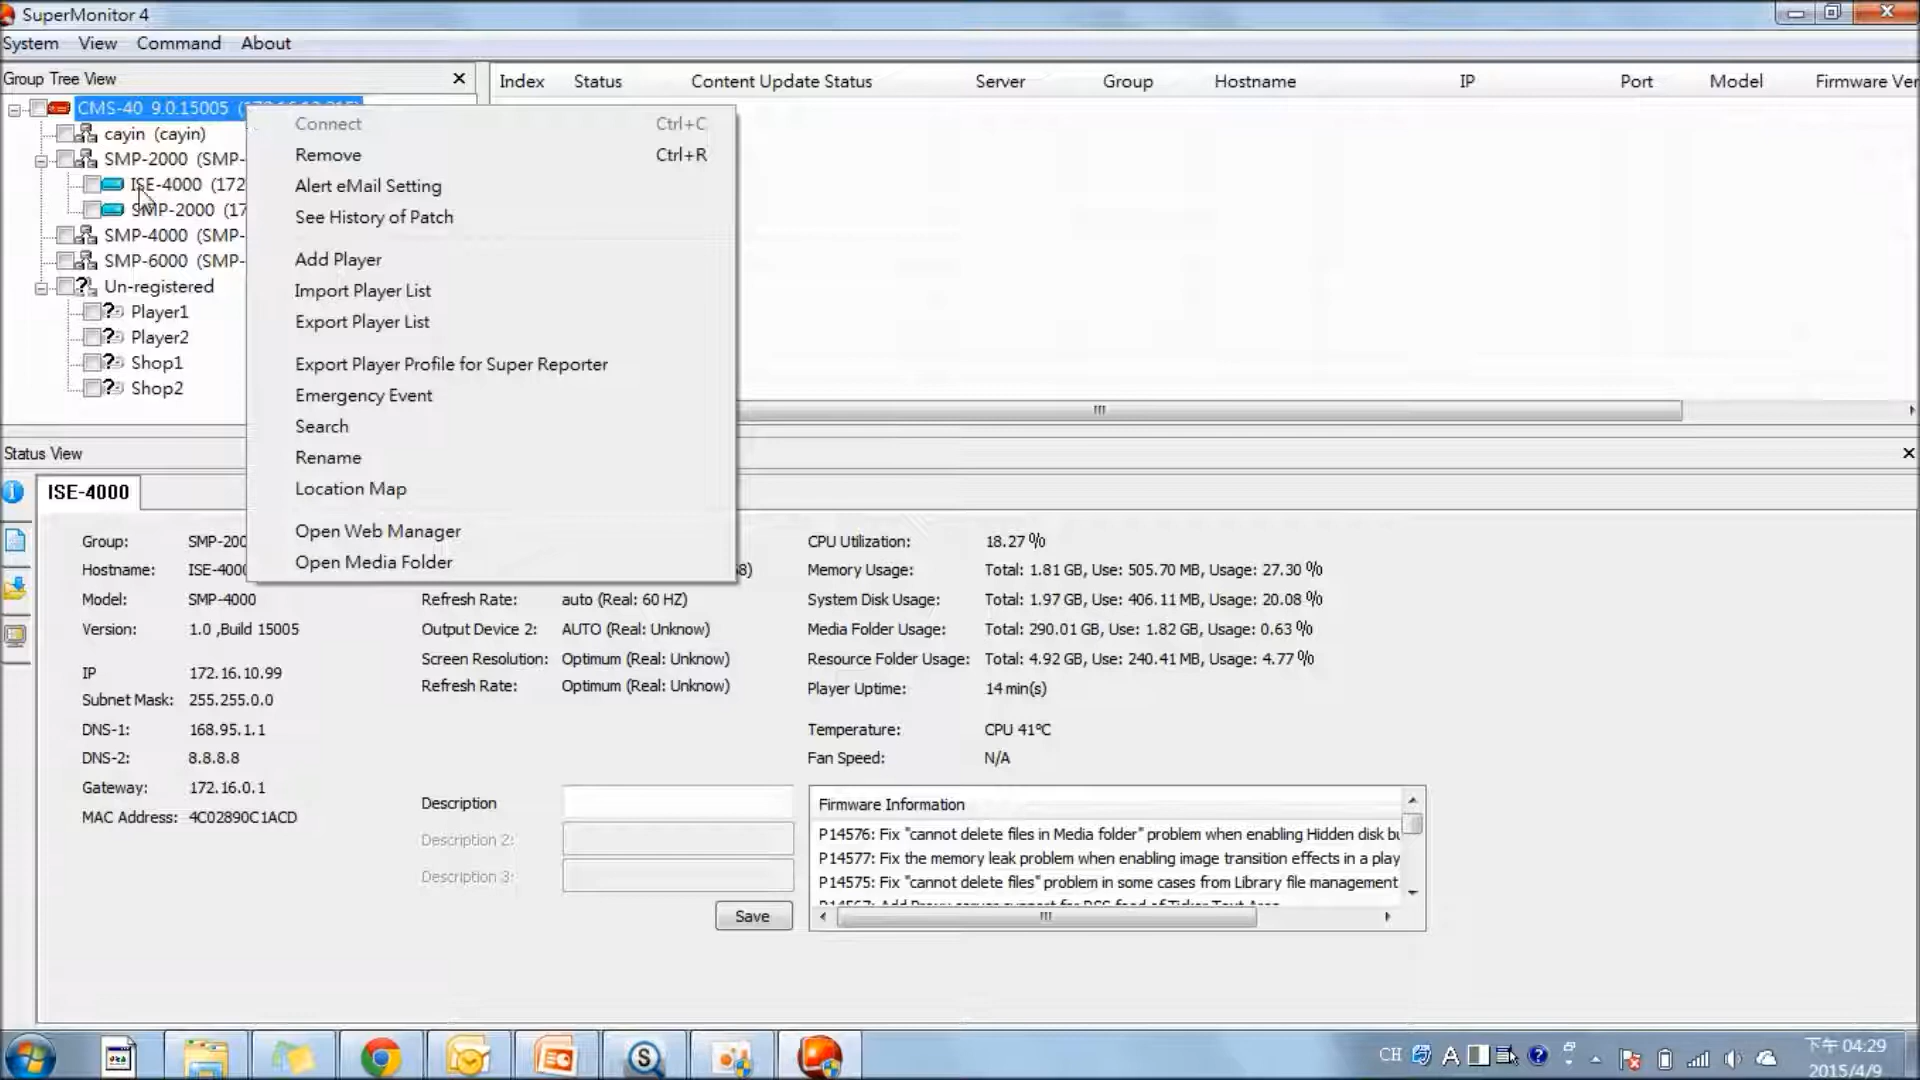 SuperMonitor 4
System View Command About
Group Tree View
Index Status Content Update Status Server Group Hostname IP Port Model Firmware Ver
CMS-40 9.0.15005
cayin (cayin)
SMP-2000 (SMP-
ISE-4000 (172
SMP-2000 (17
SMP-4000 (SMP-
SMP-6000 (SMP-
Un-registered
Player1
Player2
Shop1
Shop2
Connect Ctrl+C
Remove Ctrl+R
Alert eMail Setting
See History of Patch
Add Player
Import Player List
Export Player List
Export Player Profile for Super Reporter
Emergency Event
Search
Rename
Location Map
Open Web Manager
Open Media Folder
Status View
ISE-4000
Group: SMP-200
Hostname: ISE-4000
Model: SMP-4000
Version: 1.0 ,Build 15005
IP 172.16.10.99
Subnet Mask: 255.255.0.0
DNS-1: 168.95.1.1
DNS-2: 8.8.8.8
Gateway: 172.16.0.1
MAC Address: 4C02890C1ACD
8)
Refresh Rate: auto (Real: 60 HZ)
Output Device 2: AUTO (Real: Unknow)
Screen Resolution: Optimum (Real: Unknow)
Refresh Rate: Optimum (Real: Unknow)
Description
Description 2:
Description 3:
Save
CPU Utilization: 18.27 %
Memory Usage: Total: 1.81 GB, Use: 505.70 MB, Usage: 27.30 %
System Disk Usage: Total: 1.97 GB, Use: 406.11 MB, Usage: 20.08 %
Media Folder Usage: Total: 290.01 GB, Use: 1.82 GB, Usage: 0.63 %
Resource Folder Usage: Total: 4.92 GB, Use: 240.41 MB, Usage: 4.77 %
Player Uptime: 14 min(s)
Temperature: CPU 41°C
Fan Speed: N/A
Firmware Information
P14576: Fix "cannot delete files in Media folder" problem when enabling Hidden disk bu
P14577: Fix the memory leak problem when enabling image transition effects in a play
P14575: Fix "cannot delete files" problem in some cases from Library file management
CH
下午 04:29
2015/4/9